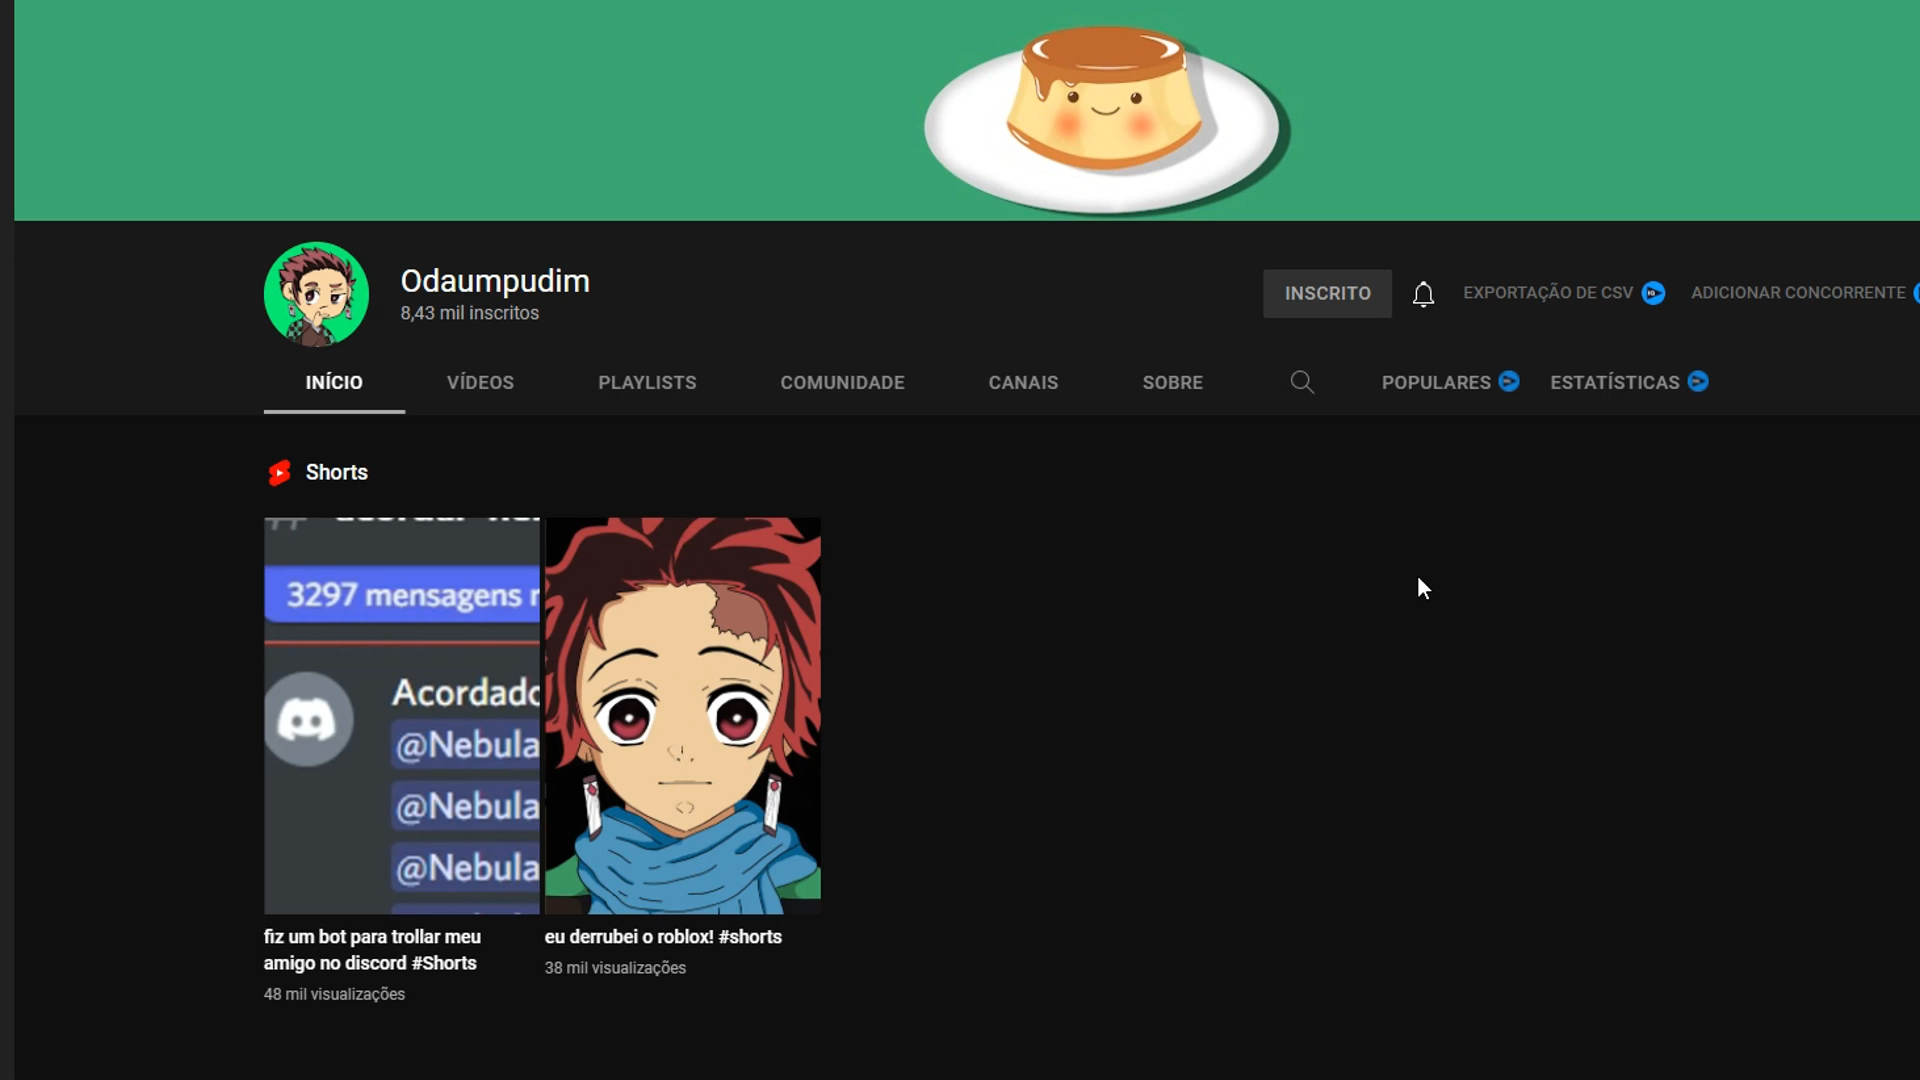 Odaumpudim
8,43 mil inscritos
INSCRITO
EXPORTAÇÃO DE CSV
ADICIONAR CONCORRENTE
INÍCIO
VÍDEOS
PLAYLISTS
COMUNIDADE
CANAIS
SOBRE
POPULARES
ESTATÍSTICAS
Shorts
3297 mensagens
Acordado
@Nebula
@Nebula
@Nebula
fiz um bot para trollar meu
amigo no discord #Shorts
48 mil visualizações
eu derrubei o roblox! #shorts
38 mil visualizações